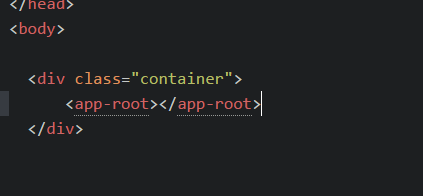 </head>
<body>
<div class="container">
<app-root></app-root>
</div>